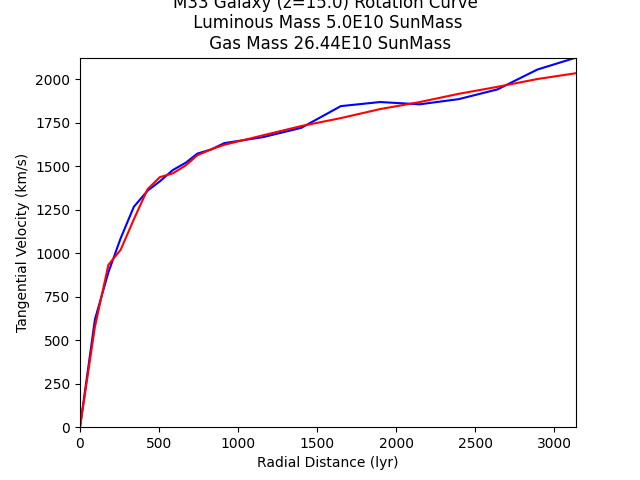 M33 Galaxy (z=15.0) Rotation Curve
Luminous Mass 5.0E10 SunMass
Gas Mass 26.44E10 SunMass
2000
1750
1500
1250
1000
750
500
250
0
Tangential Velocity (km/s)
0 500 1000 1500 2000 2500 3000
Radial Distance (lyr)